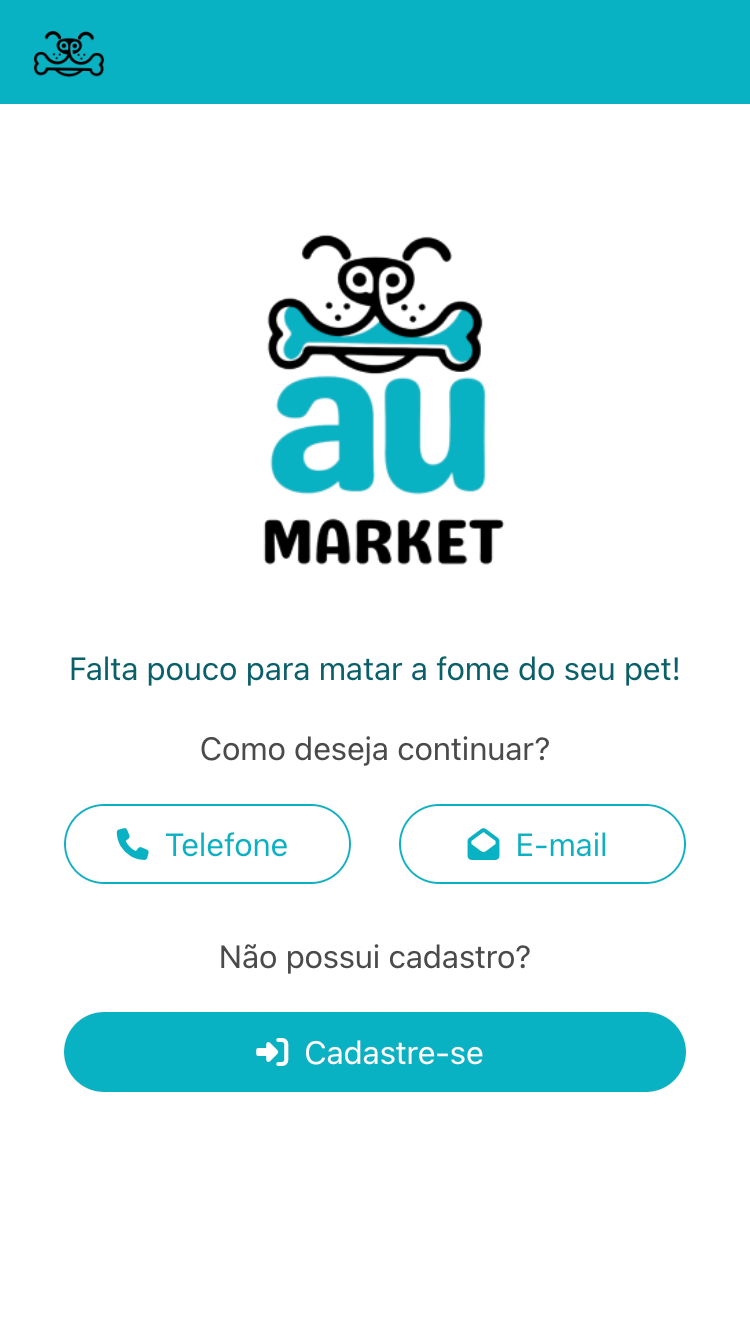 au
MARKET
Falta pouco para matar a fome do seu pet!
Como deseja continuar?
Telefone
E-mail
Não possui cadastro?
Cadastre-se